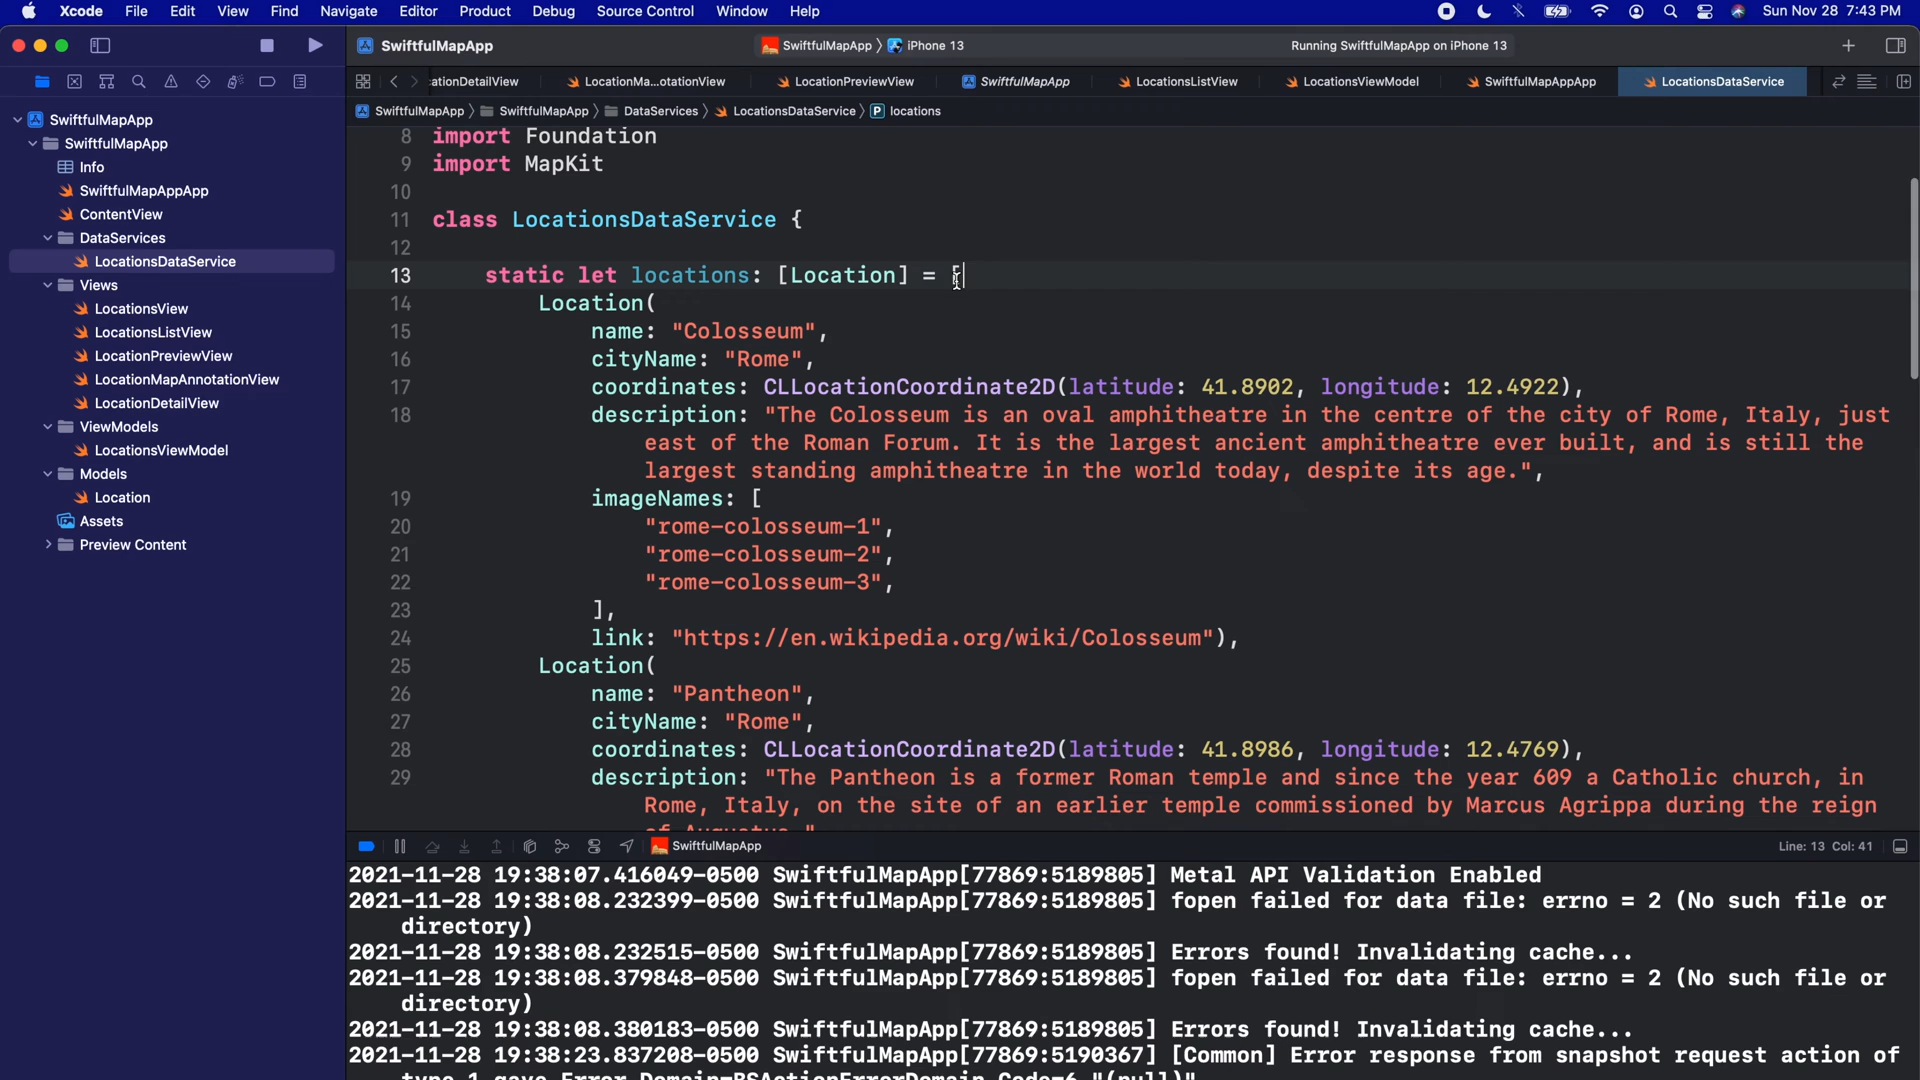 Xcode File Edit View Find Navigate Editor Product Debug Source Control Window Help Sun Nov 28 7:43 PM
SwiftfulMapApp SwiftfulMapApp iPhone 13 Running SwiftfulMapApp on iPhone 13
ationDetailView LocationMa...otationView LocationPreviewView SwiftfulMapApp LocationsListView LocationsViewModel SwiftfulMapAppApp LocationsDataService
SwiftfulMapApp SwiftfulMapApp DataServices LocationsDataService locations
SwiftfulMapApp
SwiftfulMapApp
Info
SwiftfulMapAppApp
ContentView
DataServices
LocationsDataService
Views
LocationsView
LocationsListView
LocationPreviewView
LocationMapAnnotationView
LocationDetailView
ViewModels
LocationsViewModel
Models
Location
Assets
Preview Content
8 import Foundation
9 import MapKit
10
11 class LocationsDataService {
12
13 static let locations: [Location] = [
14 Location(
15 name: "Colosseum",
16 cityName: "Rome",
17 coordinates: CLLocationCoordinate2D(latitude: 41.8902, longitude: 12.4922),
18 description: "The Colosseum is an oval amphitheatre in the centre of the city of Rome, Italy, just
east of the Roman Forum. It is the largest ancient amphitheatre ever built, and is still the
largest standing amphitheatre in the world today, despite its age.",
19 imageNames: [
20 "rome-colosseum-1",
21 "rome-colosseum-2",
22 "rome-colosseum-3",
23 ],
24 link: "https://en.wikipedia.org/wiki/Colosseum"),
25 Location(
26 name: "Pantheon",
27 cityName: "Rome",
28 coordinates: CLLocationCoordinate2D(latitude: 41.8986, longitude: 12.4769),
29 description: "The Pantheon is a former Roman temple and since the year 609 a Catholic church, in
Rome, Italy, on the site of an earlier temple commissioned by Marcus Agrippa during the reign
of Augustus."
SwiftfulMapApp Line: 13 Col: 41
2021-11-28 19:38:07.416049-0500 SwiftfulMapApp[77869:5189805] Metal API Validation Enabled
2021-11-28 19:38:08.232399-0500 SwiftfulMapApp[77869:5189805] fopen failed for data file: errno = 2 (No such file or
directory)
2021-11-28 19:38:08.232515-0500 SwiftfulMapApp[77869:5189805] Errors found! Invalidating cache...
2021-11-28 19:38:08.379848-0500 SwiftfulMapApp[77869:5189805] fopen failed for data file: errno = 2 (No such file or
directory)
2021-11-28 19:38:08.380183-0500 SwiftfulMapApp[77869:5189805] Errors found! Invalidating cache...
2021-11-28 19:38:23.837208-0500 SwiftfulMapApp[77869:5190367] [Common] Error response from snapshot request action of
type 1 gave Error Domain=BSActionErrorDomain Code=6 "(null)"